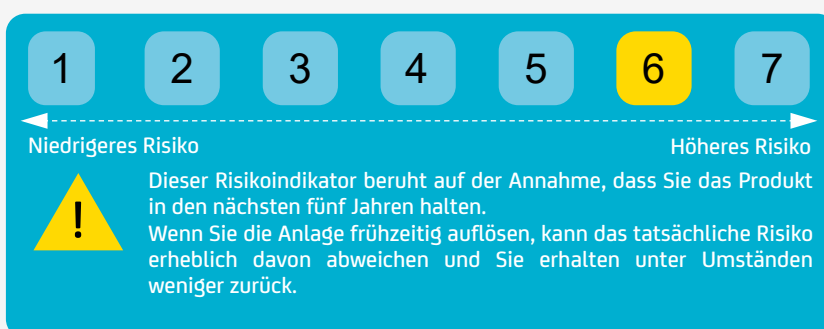 1 2 3 4 5 6 7
Niedrigeres Risiko Höheres Risiko
!
Dieser Risikoindikator beruht auf der Annahme, dass Sie das Produkt
in den nächsten fünf Jahren halten.
Wenn Sie die Anlage frühzeitig auflösen, kann das tatsächliche Risiko
erheblich davon abweichen und Sie erhalten unter Umständen
weniger zurück.